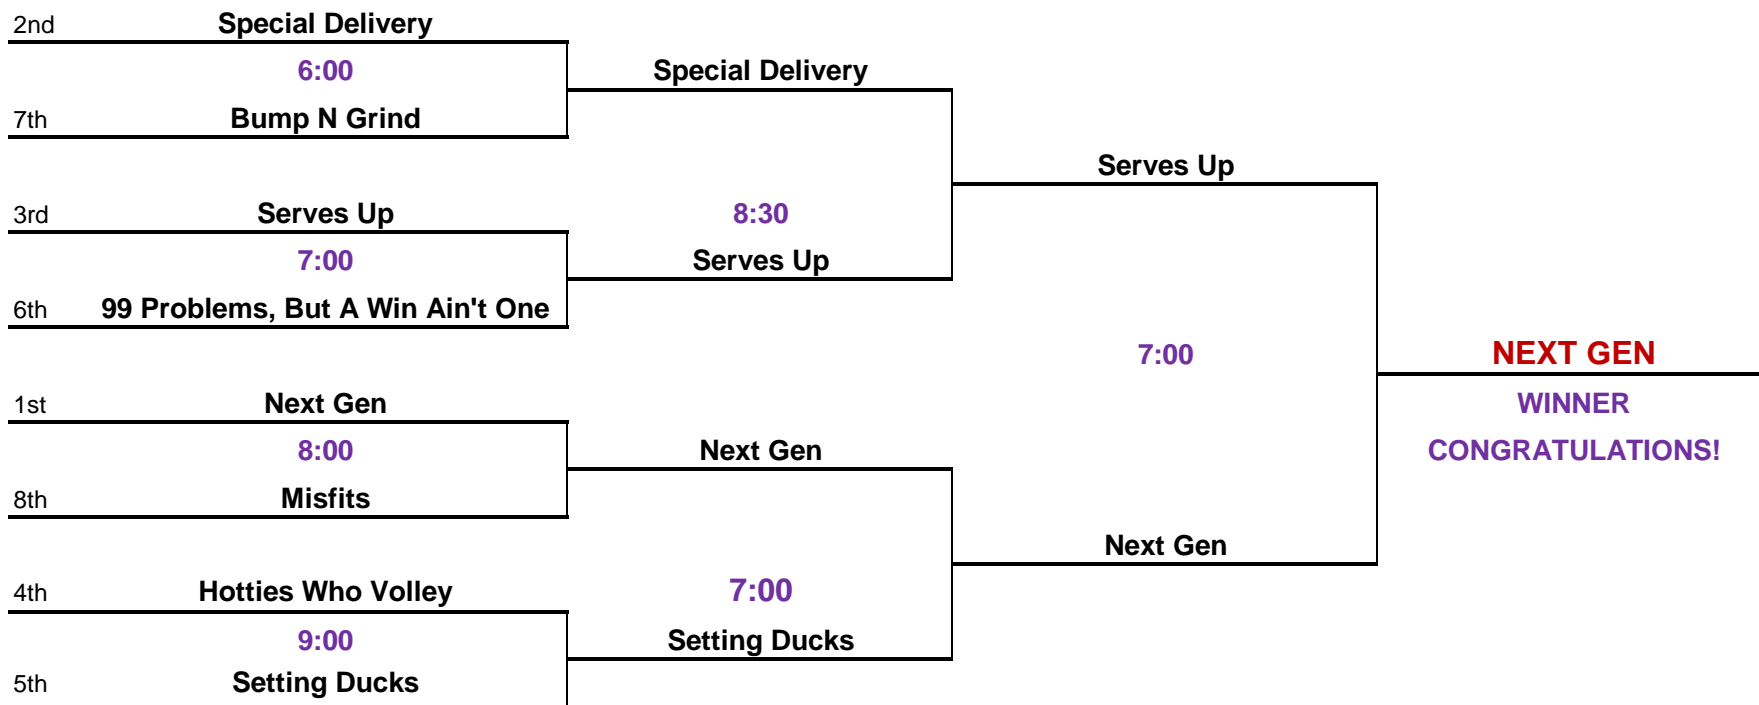 2nd Special Delivery
6:00 Special Delivery
7th Bump N Grind
Serves Up
3rd Serves Up 8:30
7:00 Serves Up
6th 99 Problems, But A Win Ain't One
7:00 NEXT GEN
1st Next Gen WINNER
8:00 Next Gen CONGRATULATIONS!
8th Misfits
Next Gen
4th Hotties Who Volley 7:00
9:00 Setting Ducks
5th Setting Ducks